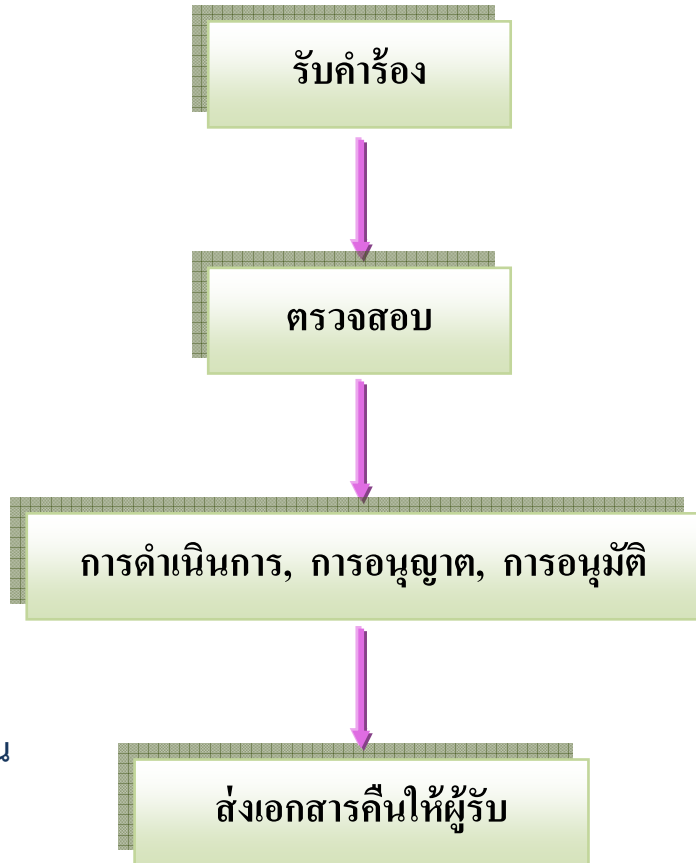 รับคำร้อง
ตรวจสอบ
การดำเนินการ, การอนุญาต, การอนุมัติ
น
ส่งเอกสารคืนให้ผู้รับ